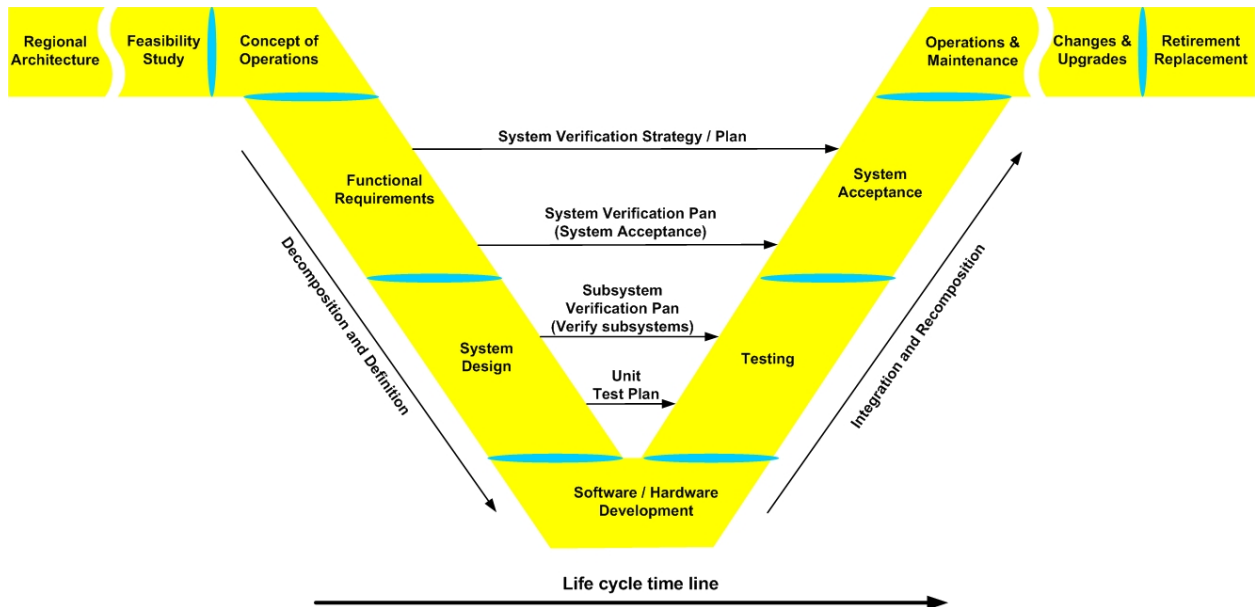 Regional
Architecture
Feasibility
Study
Concept of
Operations
Operations &
Maintenance
Changes &
Upgrades
Retirement
Replacement
System Verification Strategy / Plan
Functional
Requirements
System
Acceptance
System Verification Pan
(System Acceptance)
Decomposition and Definition
Integration and Recomposition
Subsystem
Verification Pan
(Verify subsystems)
System
Design
Testing
Unit
Test Plan
Software / Hardware
Development
Life cycle time line